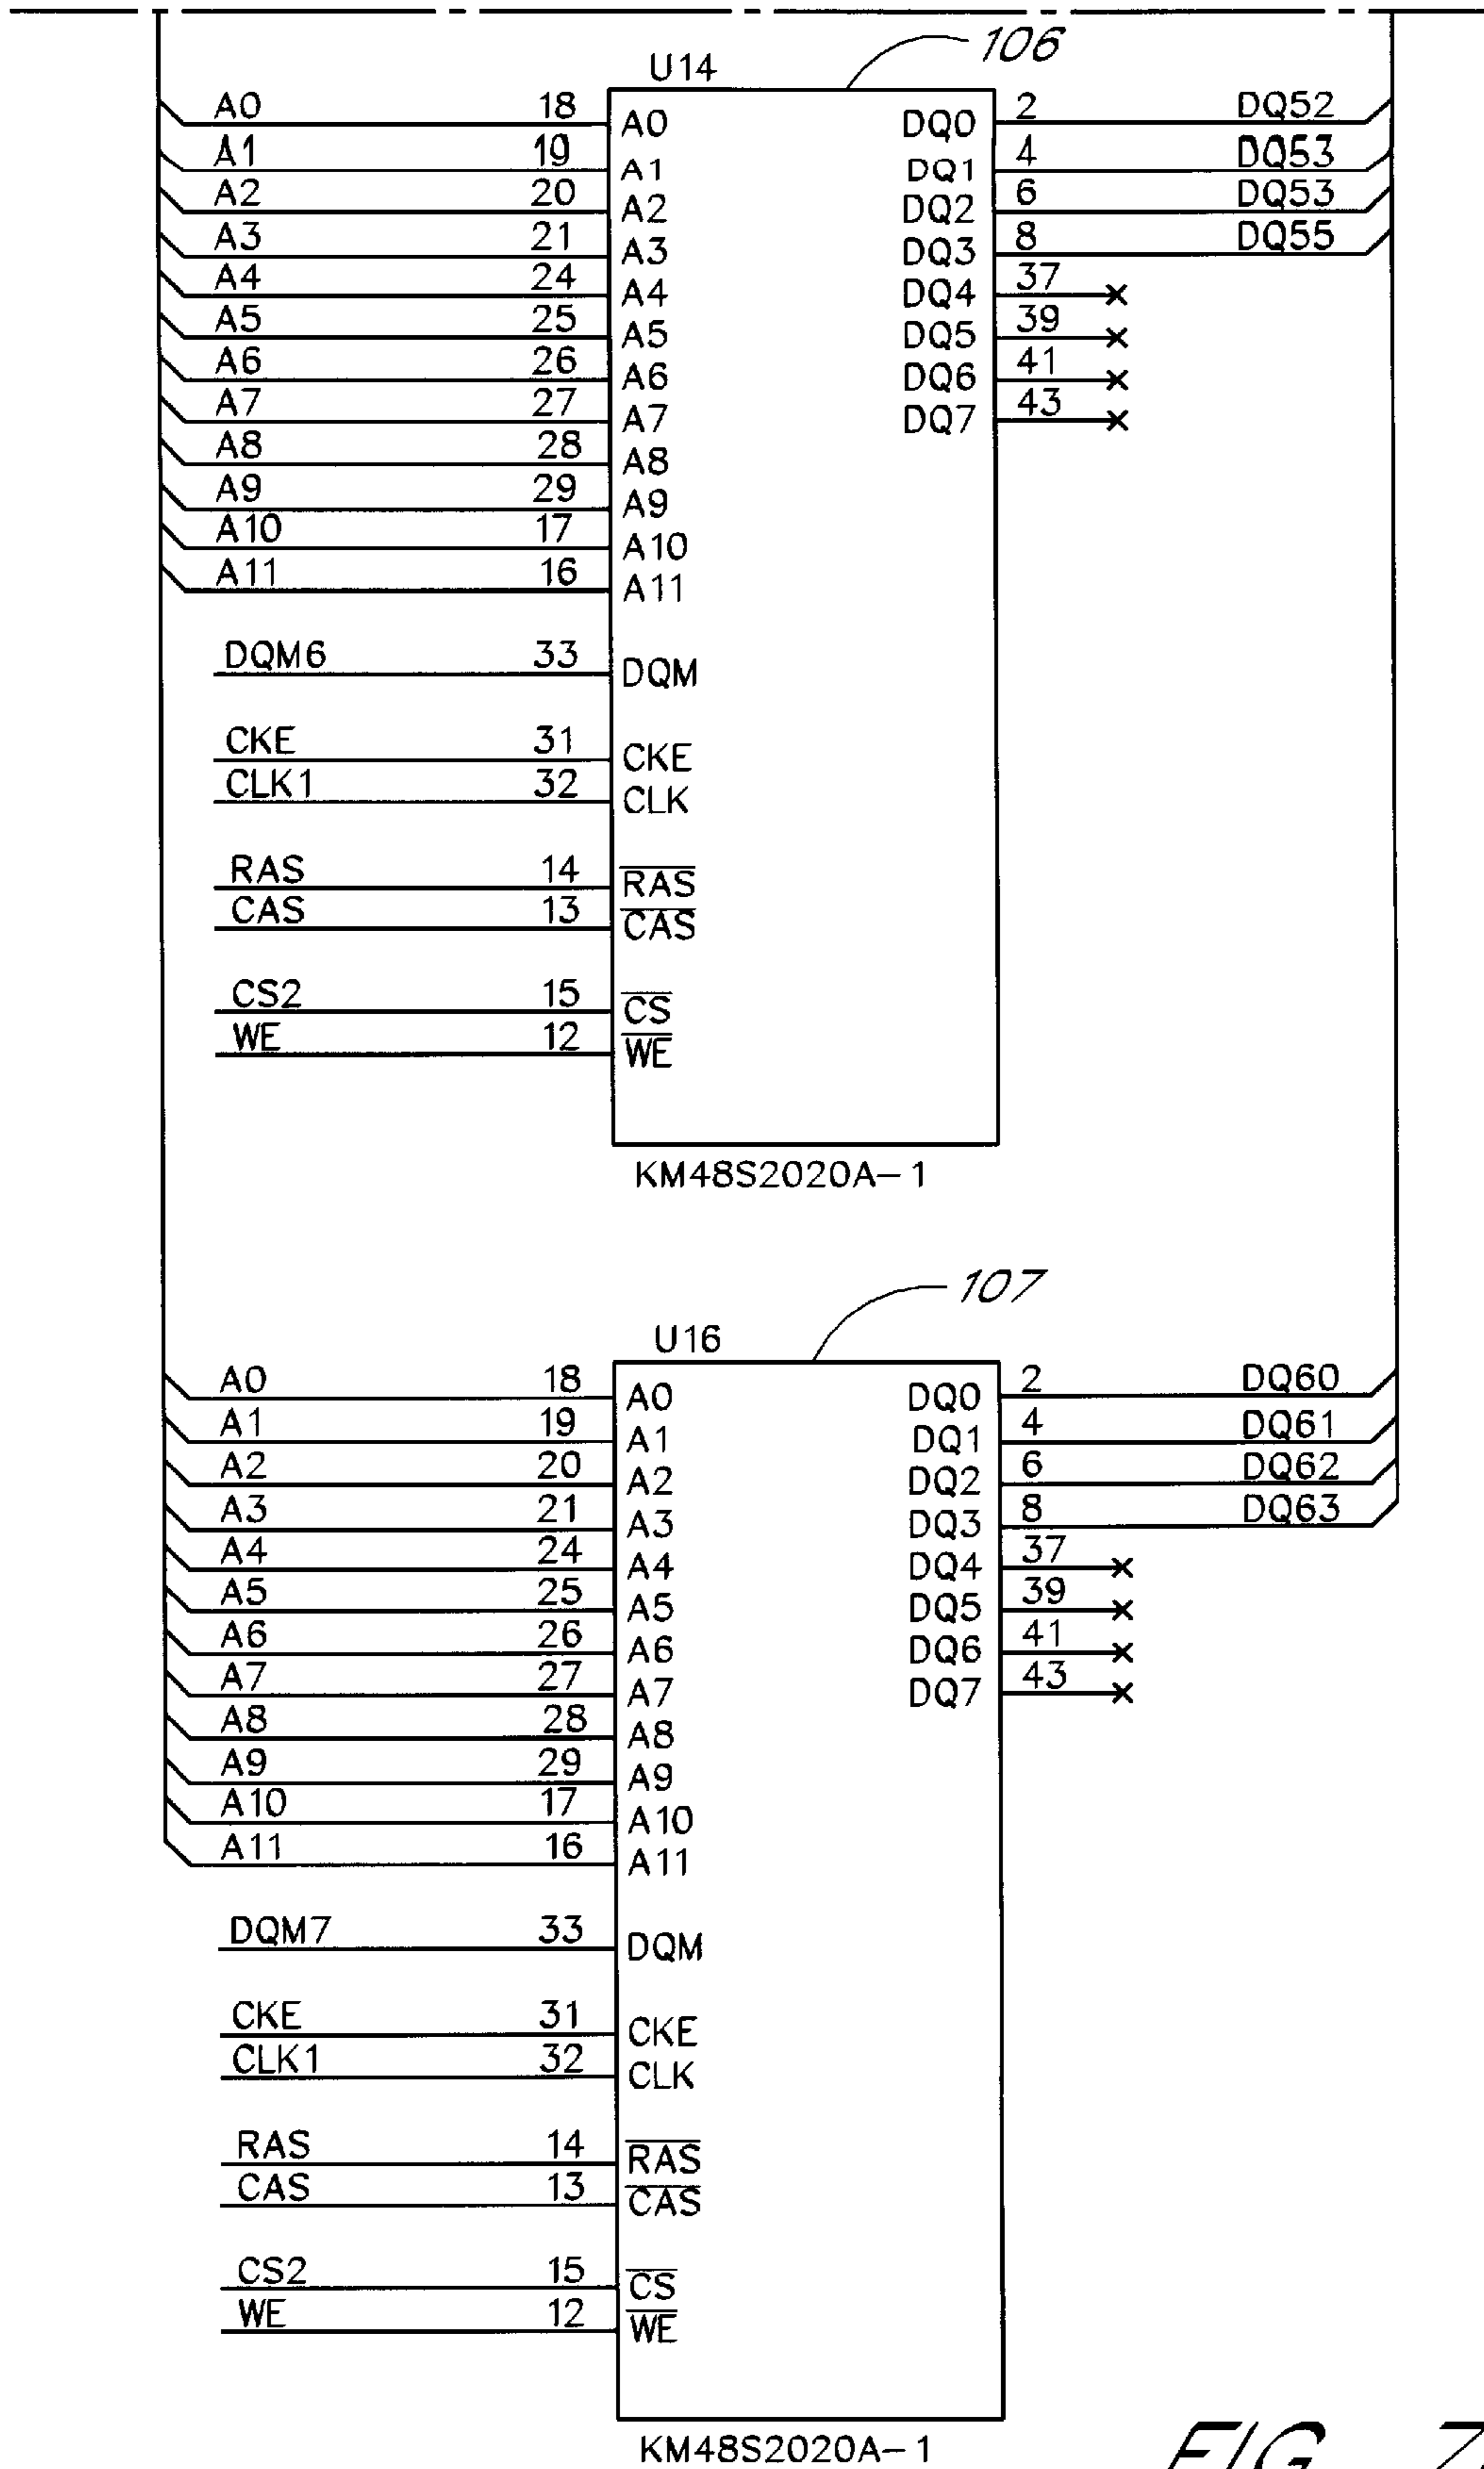 106
U14
A0 18 A0 DQ0 2 DQ52
A1 19 A1 DQ1 4 DQ53
A2 20 A2 DQ2 6 DQ53
A3 21 A3 DQ3 8 DQ55
A4 24 A4 DQ4 37
A5 25 A5 DQ5 39
A6 26 A6 DQ6 41
A7 27 A7 DQ7 43
A8 28 A8
A9 29 A9
A10 17 A10
A11 16 A11
DQM6 33 DQM
CKE 31 CKE
CLK1 32 CLK
RAS 14 R̅A̅S̅
CAS 13 C̅A̅S̅
CS2 15 C̅S̅
WE 12 W̅E̅
KM48S2020A-1
107
U16
A0 18 A0 DQ0 2 DQ60
A1 19 A1 DQ1 4 DQ61
A2 20 A2 DQ2 6 DQ62
A3 21 A3 DQ3 8 DQ63
A4 24 A4 DQ4 37
A5 25 A5 DQ5 39
A6 26 A6 DQ6 41
A7 27 A7 DQ7 43
A8 28 A8
A9 29 A9
A10 17 A10
A11 16 A11
DQM7 33 DQM
CKE 31 CKE
CLK1 32 CLK
RAS 14 R̅A̅S̅
CAS 13 C̅A̅S̅
CS2 15 C̅S̅
WE 12 W̅E̅
KM48S2020A-1
FIG.